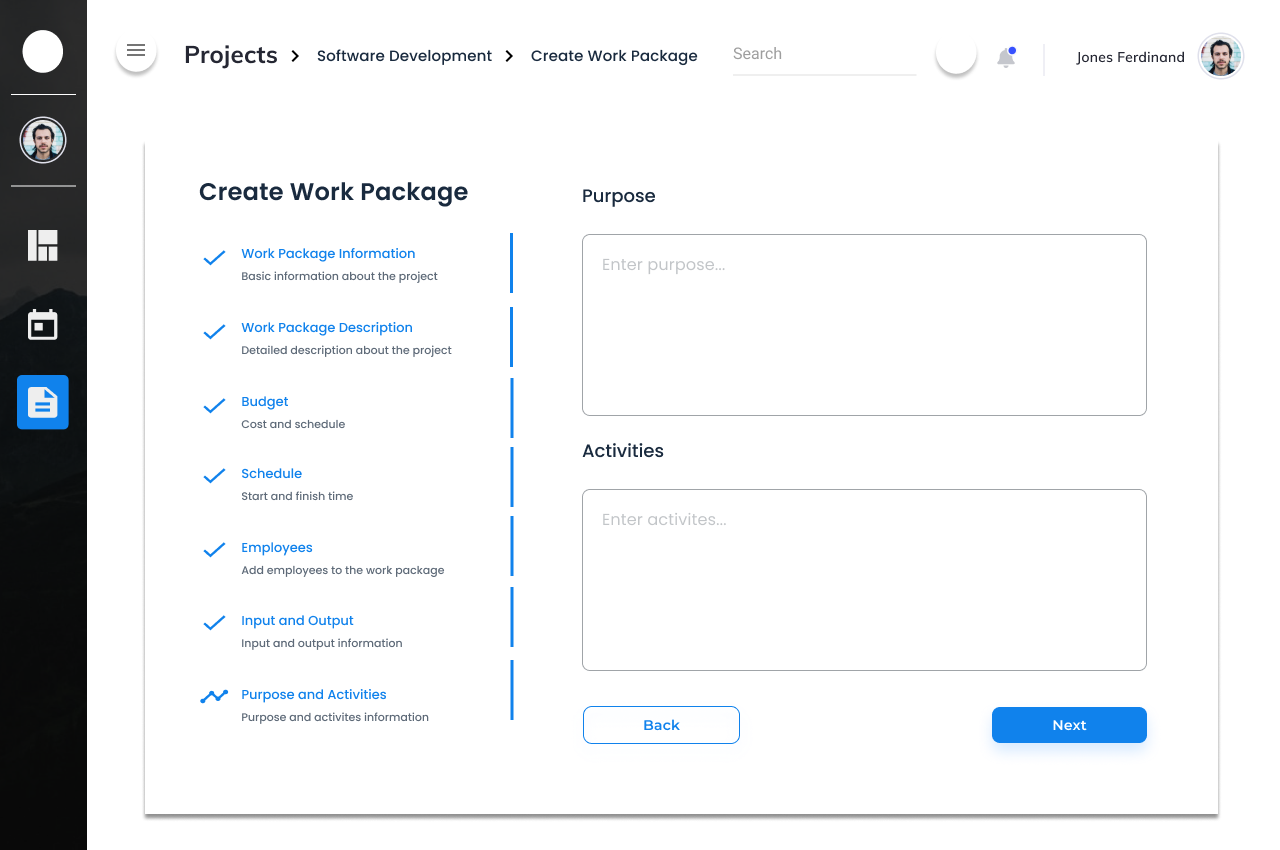 Projects > Software Development > Create Work Package
Search
Jones Ferdinand
Create Work Package
Work Package Information
Basic information about the project
Work Package Description
Detailed description about the project
Budget
Cost and schedule
Schedule
Start and finish time
Employees
Add employees to the work package
Input and Output
Input and output information
Purpose and Activities
Purpose and activites information
Purpose
Enter purpose...
Activities
Enter activites...
Back
Next